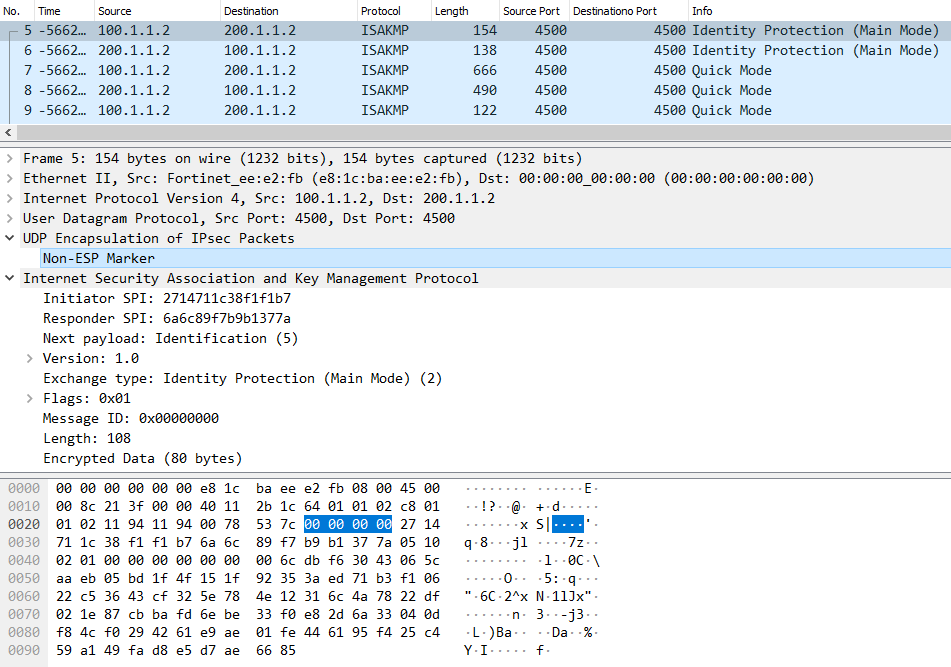 No. Time Source Destination Protocol Length Source Port Destinationo Port Info
5 -5662… 100.1.1.2 200.1.1.2 ISAKMP 154 4500 4500 Identity Protection (Main Mode)
6 -5662… 200.1.1.2 100.1.1.2 ISAKMP 138 4500 4500 Identity Protection (Main Mode)
7 -5662… 100.1.1.2 200.1.1.2 ISAKMP 666 4500 4500 Quick Mode
8 -5662… 200.1.1.2 100.1.1.2 ISAKMP 490 4500 4500 Quick Mode
9 -5662… 100.1.1.2 200.1.1.2 ISAKMP 122 4500 4500 Quick Mode
Frame 5: 154 bytes on wire (1232 bits), 154 bytes captured (1232 bits)
Ethernet II, Src: Fortinet_ee:e2:fb (e8:1c:ba:ee:e2:fb), Dst: 00:00:00_00:00:00 (00:00:00:00:00:00)
Internet Protocol Version 4, Src: 100.1.1.2, Dst: 200.1.1.2
User Datagram Protocol, Src Port: 4500, Dst Port: 4500
UDP Encapsulation of IPsec Packets
Non-ESP Marker
Internet Security Association and Key Management Protocol
Initiator SPI: 2714711c38f1f1b7
Responder SPI: 6a6c89f7b9b1377a
Next payload: Identification (5)
Version: 1.0
Exchange type: Identity Protection (Main Mode) (2)
Flags: 0x01
Message ID: 0x00000000
Length: 108
Encrypted Data (80 bytes)
0000 00 00 00 00 00 00 e8 1c ba ee e2 fb 08 00 45 00 ········ ······E·
0010 00 8c 21 3f 00 00 40 11 2b 1c 64 01 01 02 c8 01 ··!?··@· +·d·····
0020 01 02 11 94 11 94 00 78 53 7c 00 00 00 00 27 14 ·······x S|····'·
0030 71 1c 38 f1 f1 b7 6a 6c 89 f7 b9 b1 37 7a 05 10 q·8···jl ····7z··
0040 02 01 00 00 00 00 00 00 00 6c db f6 30 43 06 5c ········ ·l··0C·\
0050 aa eb 05 bd 1f 4f 15 1f 92 35 3a ed 71 b3 f1 06 ·····O·· ·5:·q···
0060 22 c5 36 43 cf 32 5e 78 4e 12 31 6c 4a 78 22 df "·6C·2^x N·1lJx"·
0070 02 1e 87 cb ba fd 6e be 33 f0 e8 2d 6a 33 04 0d ······n· 3··-j3··
0080 f8 4c f0 29 42 61 e9 ae 01 fe 44 61 95 f4 25 c4 ·L·)Ba·· ··Da··%·
0090 59 a1 49 fa d8 e5 d7 ae 66 85 Y·I····· f·